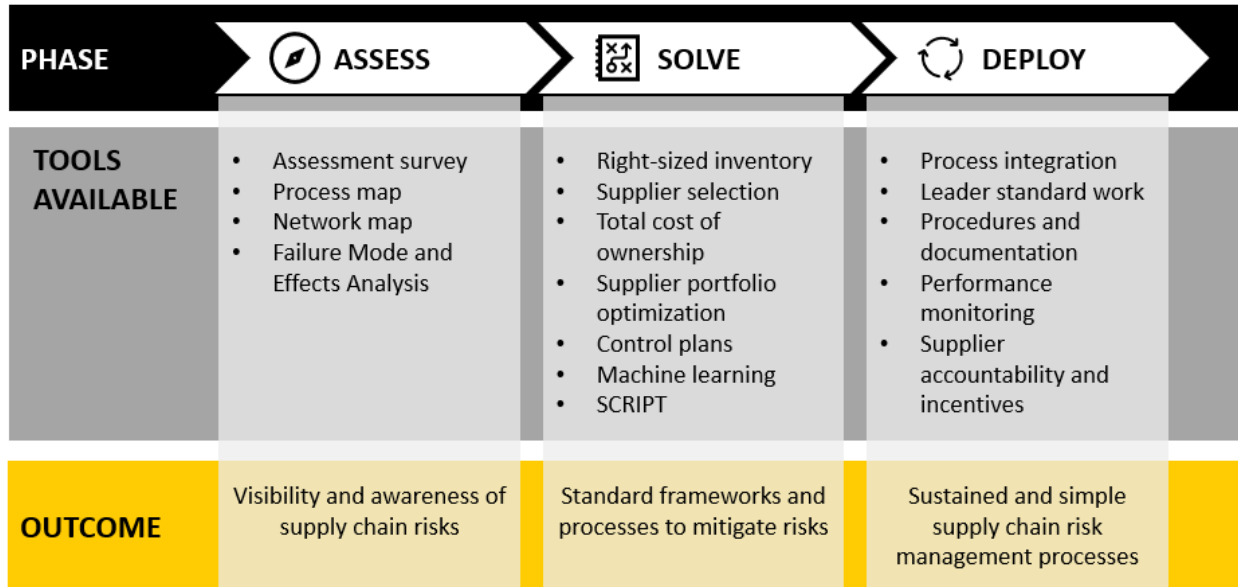 PHASE
ASSESS
SOLVE
DEPLOY
TOOLS
AVAILABLE
• Assessment survey
• Process map
• Network map
• Failure Mode and
Effects Analysis
• Right-sized inventory
• Supplier selection
• Total cost of
ownership
• Supplier portfolio
optimization
• Control plans
• Machine learning
• SCRIPT
• Process integration
• Leader standard work
• Procedures and
documentation
• Performance
monitoring
• Supplier
accountability and
incentives
OUTCOME
Visibility and awareness of
supply chain risks
Standard frameworks and
processes to mitigate risks
Sustained and simple
supply chain risk
management processes